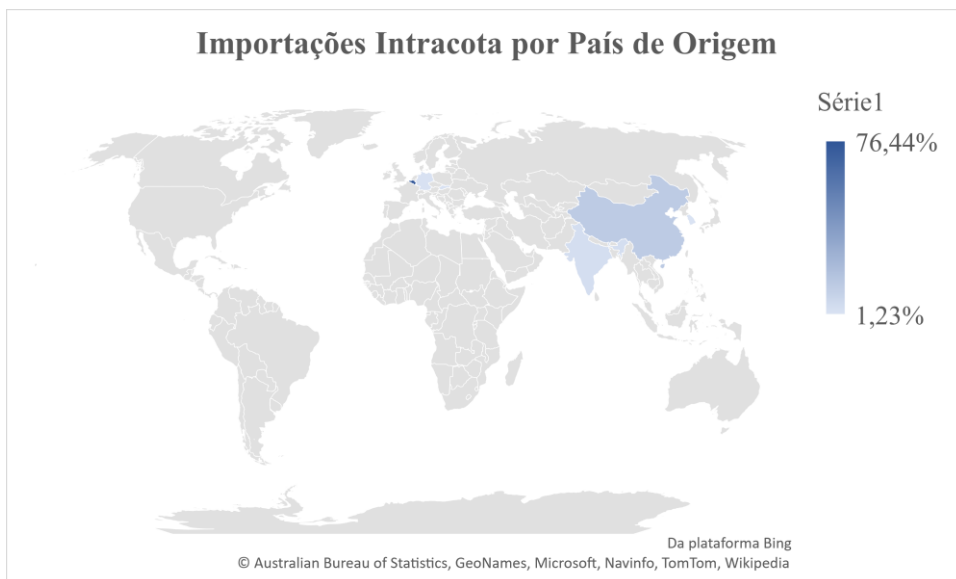 Importações Intracota por País de Origem
Série1
76,44%
1,23%
Da plataforma Bing
© Australian Bureau of Statistics, GeoNames, Microsoft, Navinfo, TomTom, Wikipedia